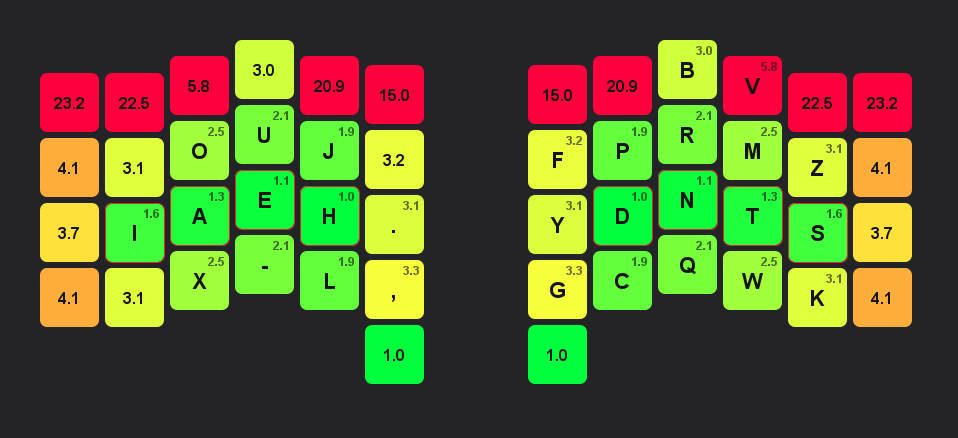 23.2 22.5 5.8 3.0 20.9 15.0 15.0 20.9 B 3.0 V 5.8 22.5 23.2
4.1 3.1 O 2.5 U 2.1 J 1.9 3.2 F 3.2 P 1.9 R 2.1 M 2.5 Z 3.1 4.1
3.7 I 1.6 A 1.3 E 1.1 H 1.0 . 3.1 Y 3.1 D 1.0 N 1.1 T 1.3 S 1.6 3.7
4.1 3.1 X 2.5 - 2.1 L 1.9 , 3.3 G 3.3 C 1.9 Q 2.1 W 2.5 K 3.1 4.1
1.0 1.0